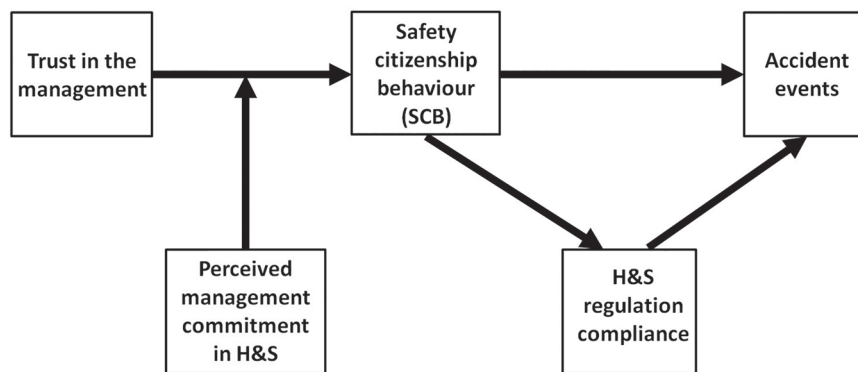 Trust in the
management
Safety
citizenship
behaviour
(SCB)
Accident
events
Perceived
management
commitment
in H&S
H&S
regulation
compliance